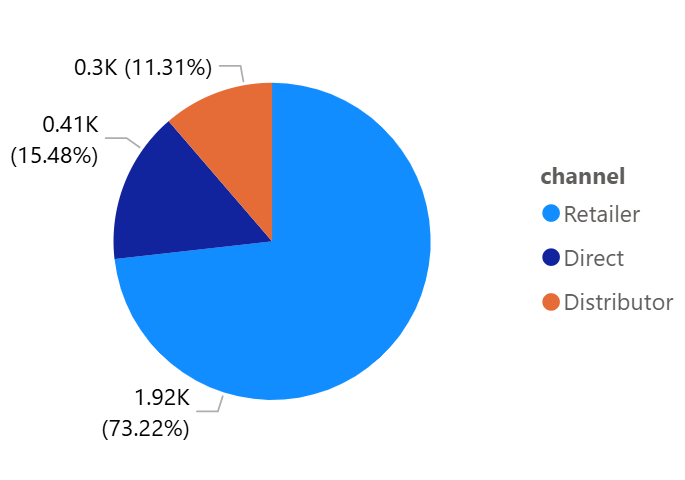 0.3K (11.31%)
0.41K
(15.48%)
1.92K
(73.22%)
channel
Retailer
Direct
Distributor